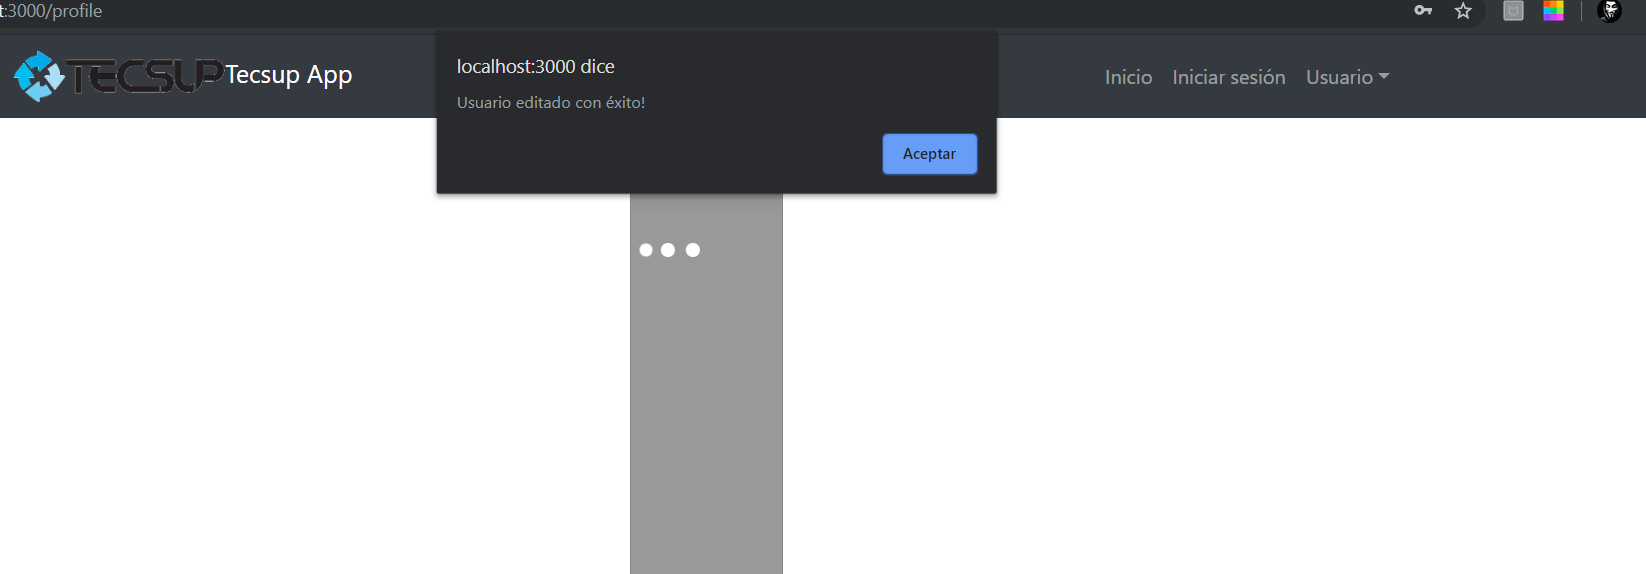 t:3000/profile
TECSUP Tecsup App
Inicio Iniciar sesión Usuario
localhost:3000 dice
Usuario editado con éxito!
Aceptar